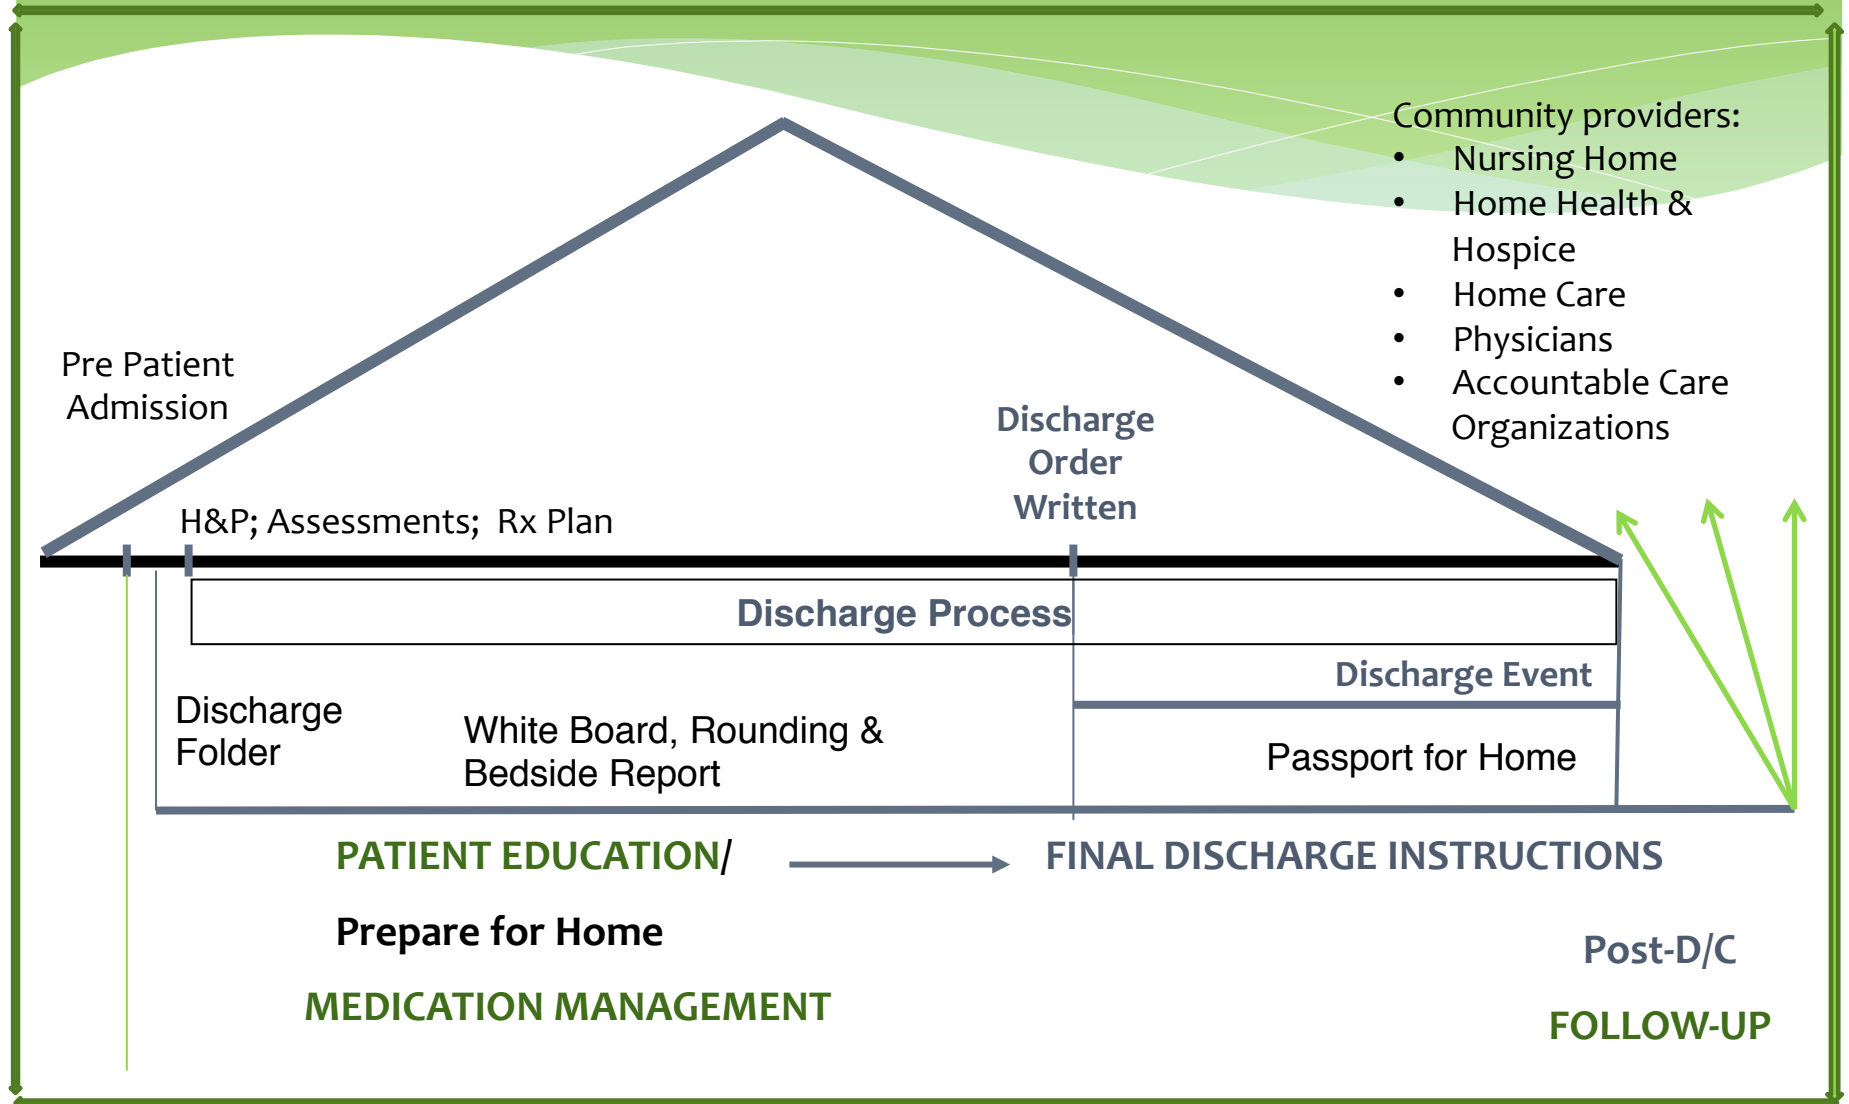 Community providers:
• Nursing Home
• Home Health &
Hospice
• Home Care
• Physicians
• Accountable Care
Organizations
Pre Patient
Admission
Discharge
Order
Written
H&P; Assessments; Rx Plan
Discharge Process
Discharge Event
Discharge
Folder
White Board, Rounding &
Bedside Report
Passport for Home
PATIENT EDUCATION/
FINAL DISCHARGE INSTRUCTIONS
Prepare for Home
Post-D/C
MEDICATION MANAGEMENT
FOLLOW-UP